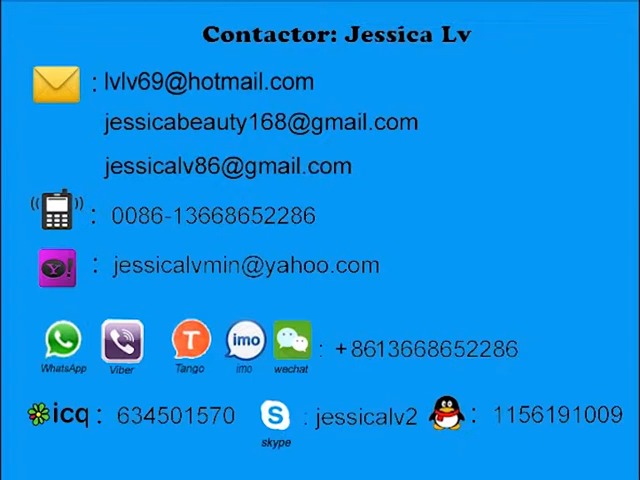 Contactor: Jessica Lv
: lvlv69@hotmail.com
jessicabeauty168@gmail.com
jessicalv86@gmail.com
: 0086-13668652286
Y! : jessicalvmin@yahoo.com
T imo : +8613668652286
WhatsApp Viber Tango imo wechat
icq : 634501570 S : jessicalv2 : 1156191009
skype